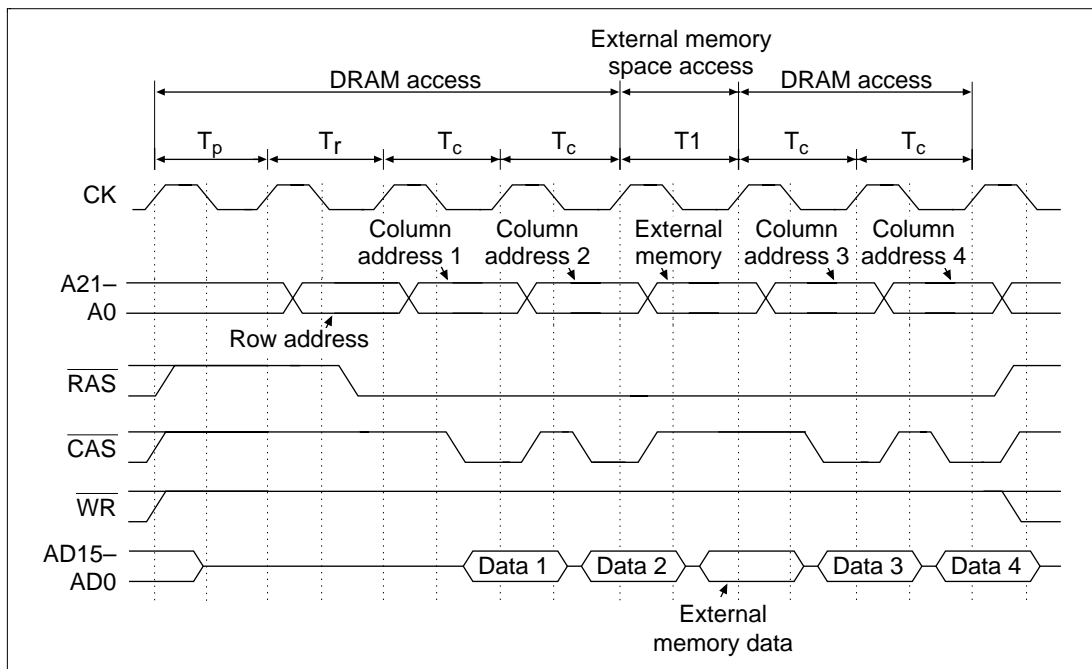 External memory
space access
DRAM access
DRAM access
Tp Tr Tc Tc T1 Tc Tc
CK
Column
address 1
Column
address 2
External
memory
Column
address 3
Column
address 4
A21–
A0
Row address
RAS
CAS
WR
AD15–
AD0
Data 1 Data 2 Data 3 Data 4
External
memory data